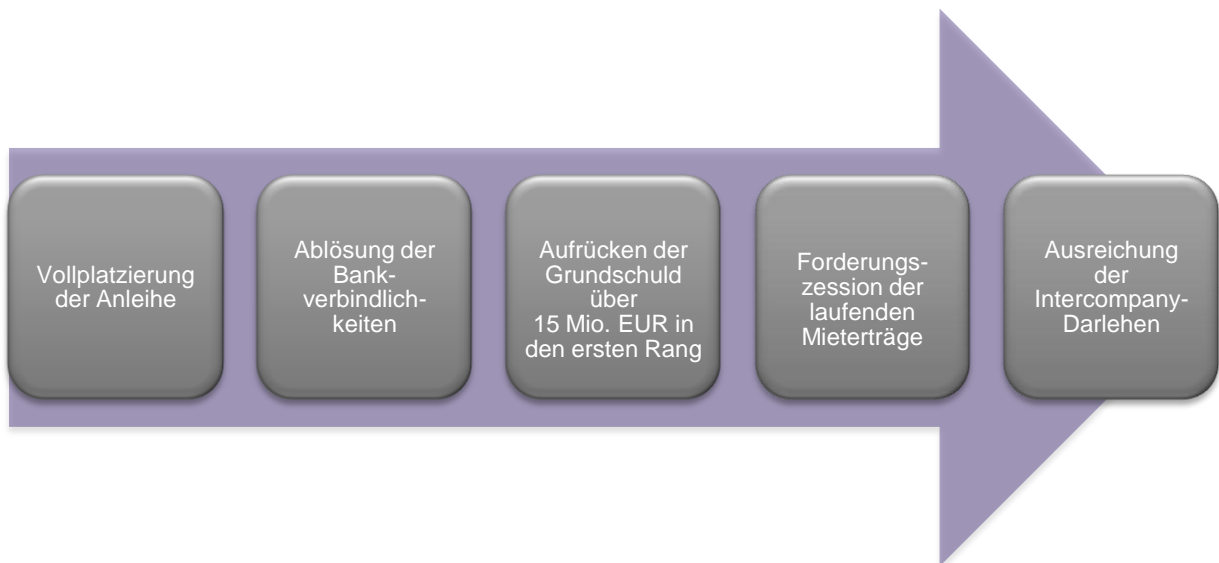 Vollplatzierung
der Anleihe
Ablösung der
Bank-
verbindlich-
keiten
Aufrücken der
Grundschuld
über
15 Mio. EUR in
den ersten Rang
Forderungs-
zession der
laufenden
Mieterträge
Ausreichung
der
Intercompany-
Darlehen